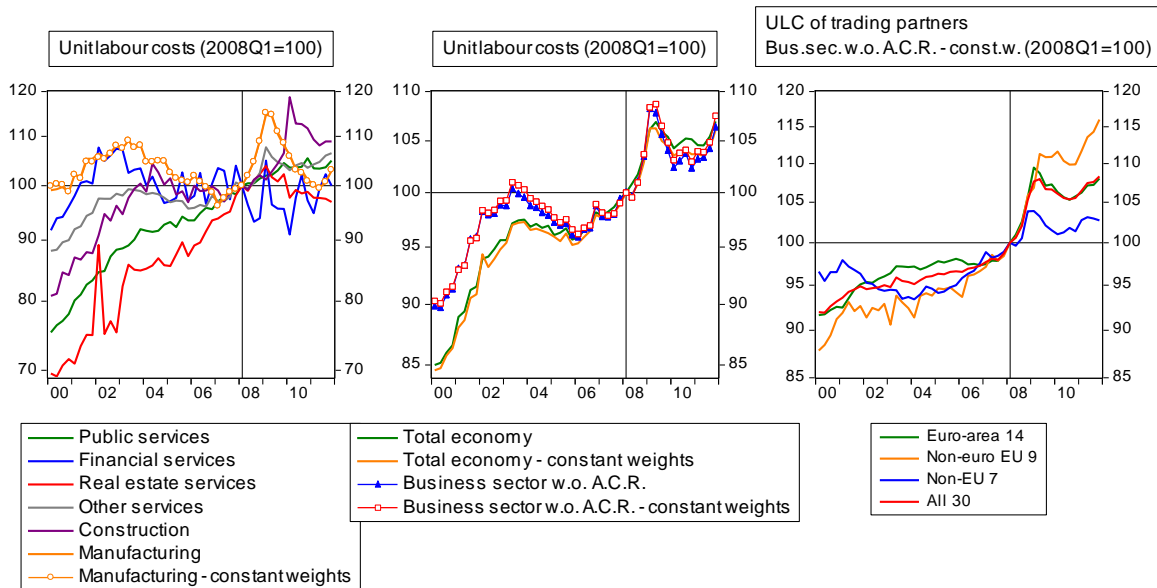 Unit labour costs (2008Q1=100)
Unit labour costs (2008Q1=100)
ULC of trading partners
Bus.sec. w.o. A.C.R. - const.w. (2008Q1=100)
120 120
110 110
100 100
90 90
80 80
70 70
00 02 04 06 08 10
110 110
105 105
100 100
95 95
90 90
85 85
00 02 04 06 08 10
120 120
115 115
110 110
105 105
100 100
95 95
90 90
85 85
00 02 04 06 08 10
Public services
Financial services
Real estate services
Other services
Construction
Manufacturing
Manufacturing - constant weights
Total economy
Total economy - constant weights
Business sector w.o. A.C.R.
Business sector w.o. A.C.R. - constant weights
Euro-area 14
Non-euro EU 9
Non-EU 7
All 30